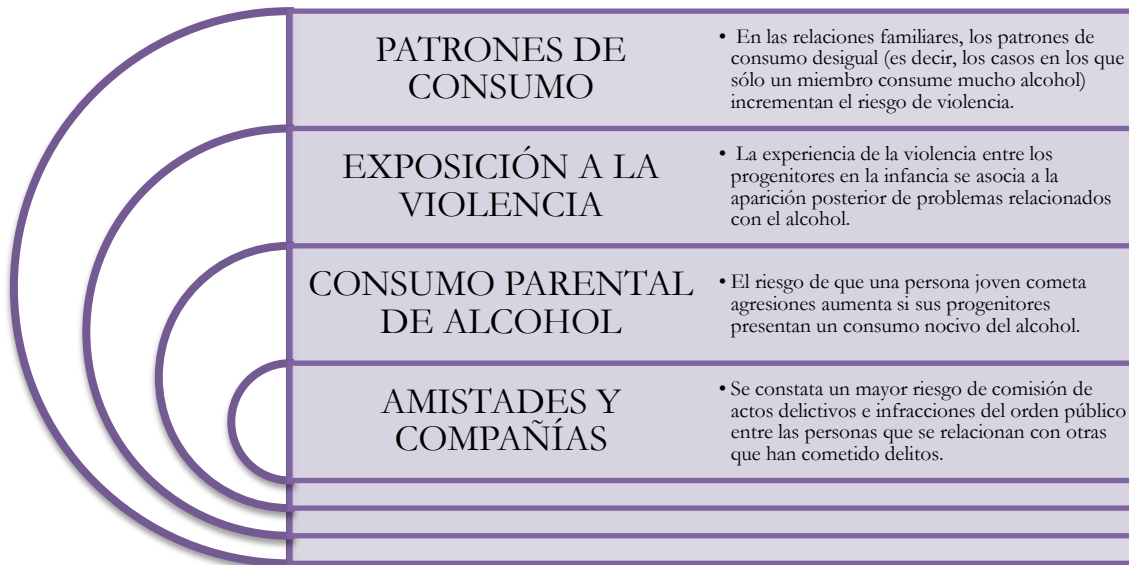 PATRONES DE
CONSUMO
• En las relaciones familiares, los patrones de
consumo desigual (es decir, los casos en los que
sólo un miembro consume mucho alcohol)
incrementan el riesgo de violencia.
EXPOSICIÓN A LA
VIOLENCIA
• La experiencia de la violencia entre los
progenitores en la infancia se asocia a la
aparición posterior de problemas relacionados
con el alcohol.
CONSUMO PARENTAL
DE ALCOHOL
• El riesgo de que una persona joven cometa
agresiones aumenta si sus progenitores
presentan un consumo nocivo del alcohol.
AMISTADES Y
COMPAÑÍAS
• Se constata un mayor riesgo de comisión de
actos delictivos e infracciones del orden público
entre las personas que se relacionan con otras
que han cometido delitos.